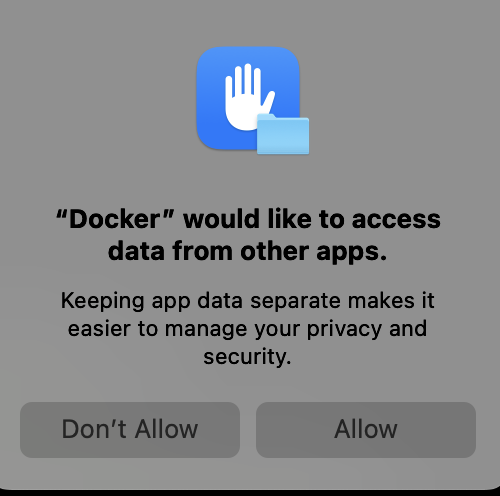 “Docker” would like to access
data from other apps.
Keeping app data separate makes it
easier to manage your privacy and
security.
Don’t Allow
Allow